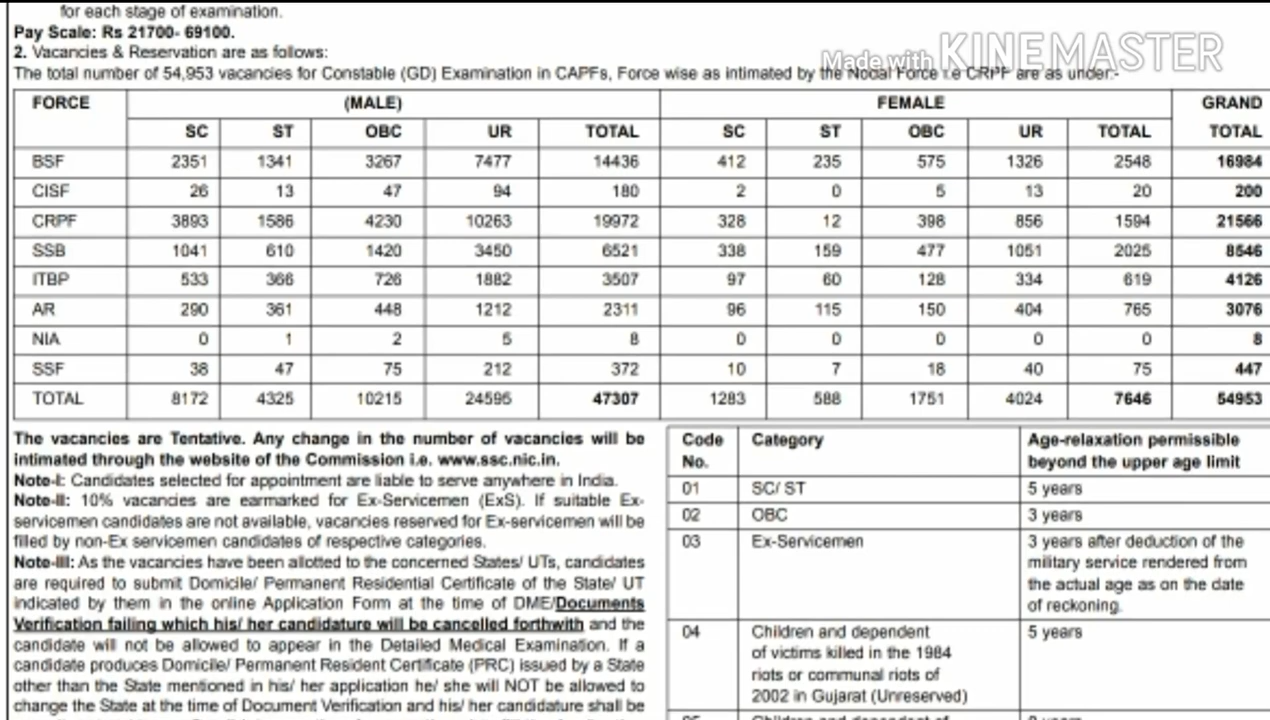 for each stage of examination.
Pay Scale: Rs 21700- 69100.
2. Vacancies & Reservation are as follows:
Made with KINEMASTER
The total number of 54,953 vacancies for Constable (GD) Examination in CAPFs, Force wise as intimated by the Nodal Force i.e CRPF are as under:-
FORCE (MALE) FEMALE GRAND
SC ST OBC UR TOTAL SC ST OBC UR TOTAL TOTAL
BSF 2351 1341 3267 7477 14436 412 235 575 1326 2548 16984
CISF 26 13 47 94 180 2 0 5 13 20 200
CRPF 3893 1586 4230 10263 19972 328 12 398 856 1594 21566
SSB 1041 610 1420 3450 6521 338 159 477 1051 2025 8546
ITBP 533 366 726 1882 3507 97 60 128 334 619 4126
AR 290 361 448 1212 2311 96 115 150 404 765 3076
NIA 0 1 2 5 8 0 0 0 0 0 8
SSF 38 47 75 212 372 10 7 18 40 75 447
TOTAL 8172 4325 10215 24595 47307 1283 588 1751 4024 7646 54953
The vacancies are Tentative. Any change in the number of vacancies will be
intimated through the website of the Commission i.e. www.ssc.nic.in.
Note-I: Candidates selected for appointment are liable to serve anywhere in India.
Note-II: 10% vacancies are earmarked for Ex-Servicemen (ExS). If suitable Ex-
servicemen candidates are not available, vacancies reserved for Ex-servicemen will be
filled by non-Ex servicemen candidates of respective categories.
Note-III: As the vacancies have been allotted to the concerned States/ UTs, candidates
are required to submit Domicile/ Permanent Residential Certificate of the State/ UT
indicated by them in the online Application Form at the time of DME/Documents
Verification failing which his/ her candidature will be cancelled forthwith and the
candidate will not be allowed to appear in the Detailed Medical Examination. If a
candidate produces Domicile/ Permanent Resident Certificate (PRC) issued by a State
other than the State mentioned in his/ her application he/ she will NOT be allowed to
change the State at the time of Document Verification and his/ her candidature shall be
Code Category Age-relaxation permissible
No. beyond the upper age limit
01 SC/ ST 5 years
02 OBC 3 years
03 Ex-Servicemen 3 years after deduction of the
military service rendered from
the actual age as on the date
of reckoning.
04 Children and dependent 5 years
of victims killed in the 1984
riots or communal riots of
2002 in Gujarat (Unreserved)